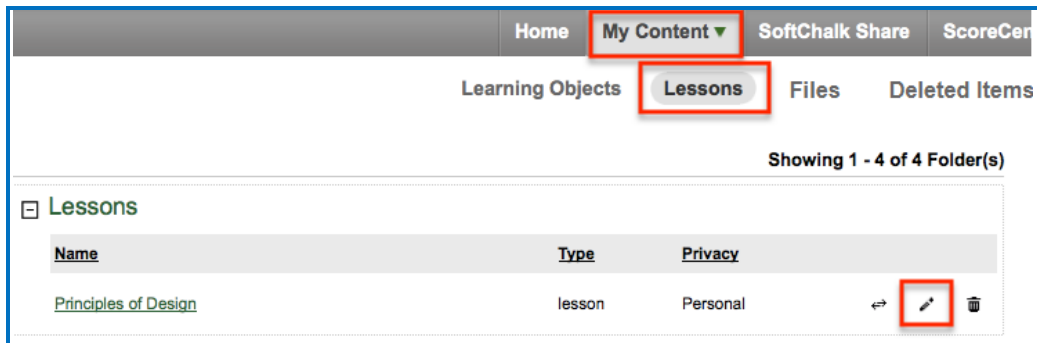 Home My Content ▼ SoftChalk Share ScoreCen
Learning Objects Lessons Files Deleted Items
Showing 1 - 4 of 4 Folder(s)
Lessons
Name Type Privacy
Principles of Design lesson Personal